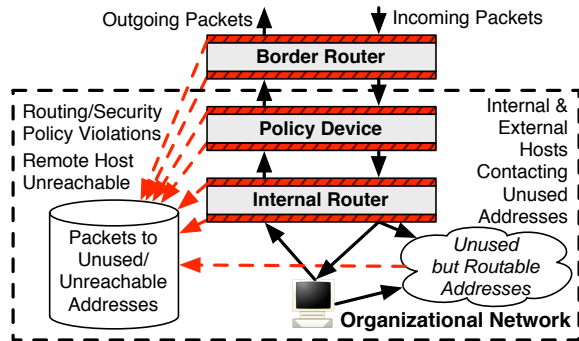 Outgoing Packets
Incoming Packets
Border Router
Routing/Security
Policy Violations
Remote Host
Unreachable
Policy Device
Internal &
External
Hosts
Contacting
Unused
Addresses
Internal Router
Packets to
Unused/
Unreachable
Addresses
Unused
but Routable
Addresses
Organizational Network